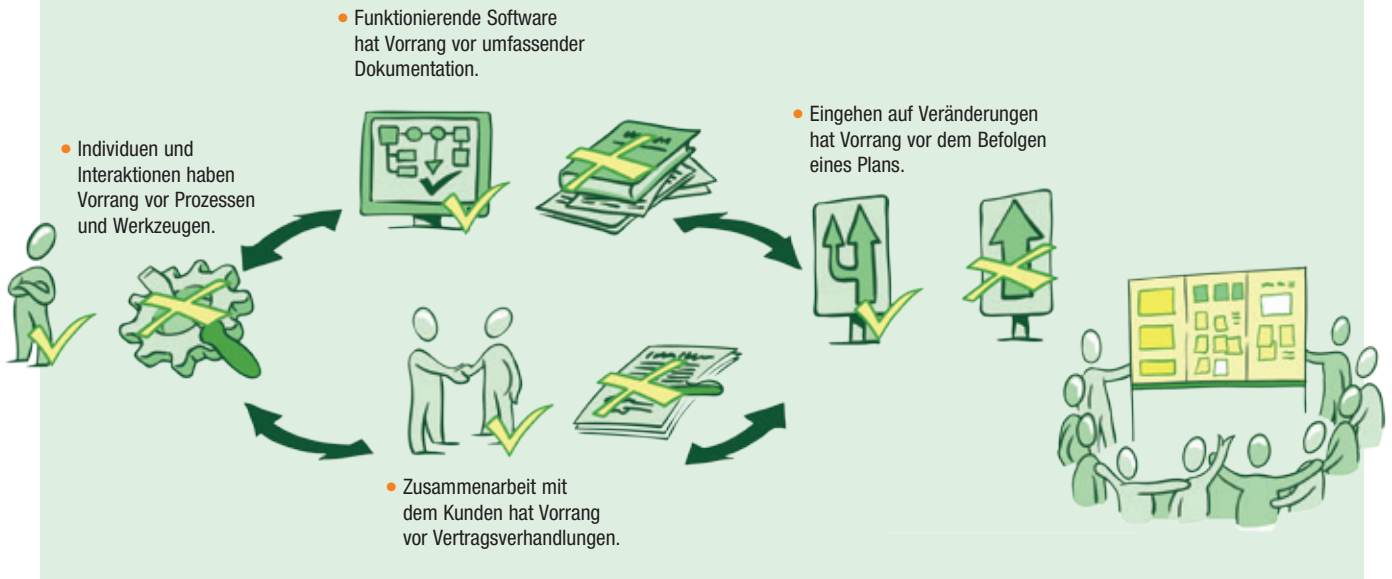 • Funktionierende Software
hat Vorrang vor umfassender
Dokumentation.
• Eingehen auf Veränderungen
hat Vorrang vor dem Befolgen
eines Plans.
• Individuen und
Interaktionen haben
Vorrang vor Prozessen
und Werkzeugen.
• Zusammenarbeit mit
dem Kunden hat Vorrang
vor Vertragsverhandlungen.